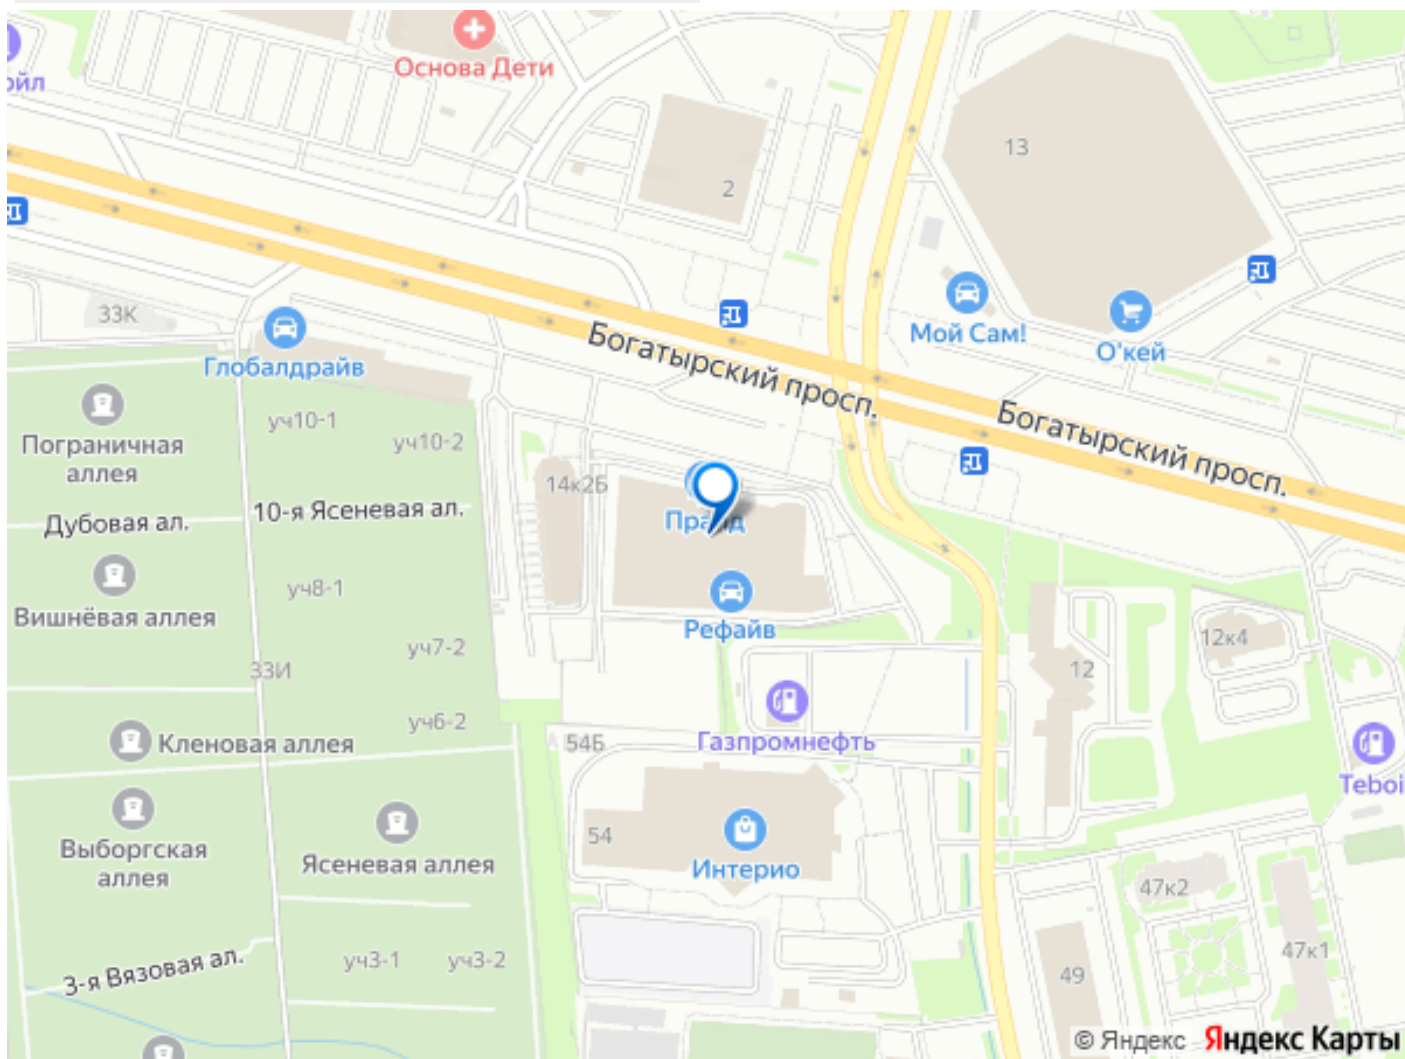 Основа Дети
ойл
13
2
33К
Мой Сам!
О'кей
Глобалдрайв
Богатырский просп.
Богатырский просп.
Пограничная
аллея
уч10-1
уч10-2
14к2Б
Дубовая ал.
10-я Ясеневая ал.
Вишнёвая аллея
уч8-1
Рефайв
12к4
уч7-2
33И
12
уч6-2
Кленовая аллея
54Б
Газпромнефть
Teboi
Выборгская
аллея
Ясеневая аллея
54
Интерио
47к2
3-я Вязовая ал.
уч3-1
уч3-2
49
47к1
© Яндекс Яндекс Карты